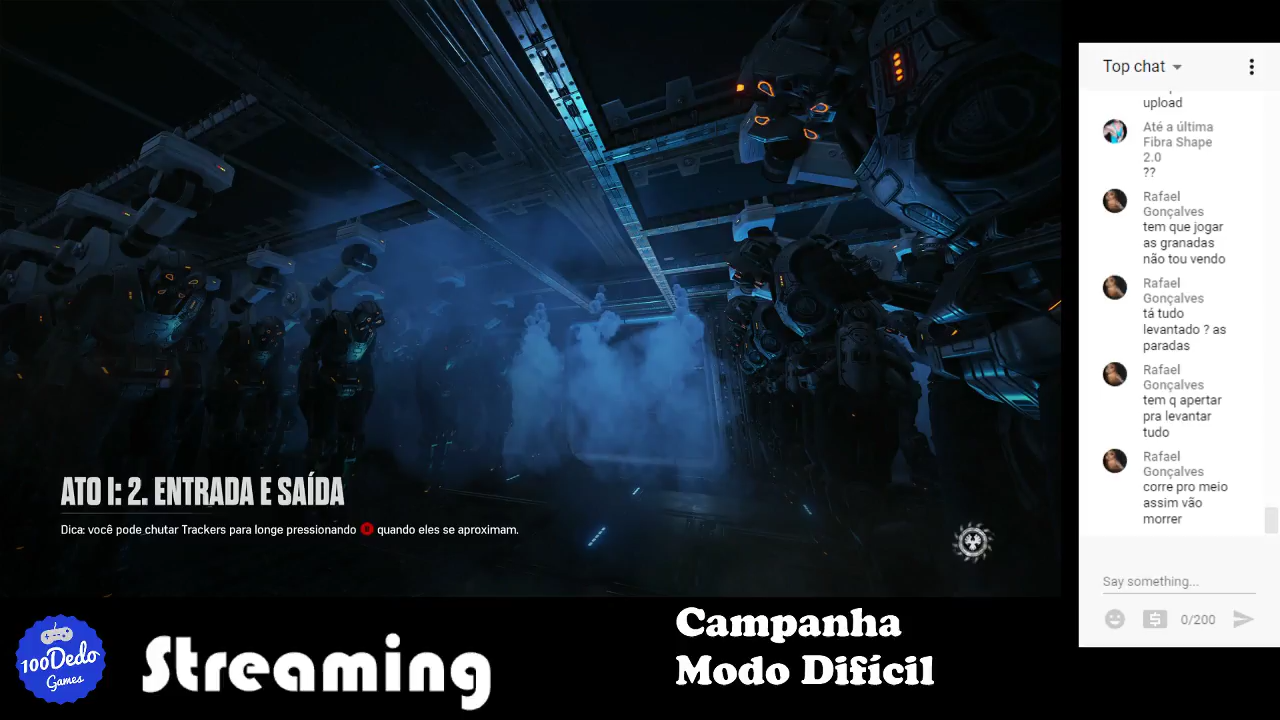 Top chat
upload
Até a última
Fibra Shape
2.0
??
Rafael
Gonçalves
tem que jogar
as granadas
não tou vendo
Rafael
Gonçalves
tá tudo
levantado ? as
paradas
Rafael
Gonçalves
tem q apertar
pra levantar
tudo
Rafael
Gonçalves
corre pro meio
assim vão
morrer
Say something...
0/200
ATO I: 2. ENTRADA E SAÍDA
Dica: você pode chutar Trackers para longe pressionando B quando eles se aproximam.
100Dedo
Games
Streaming
Campanha
Modo Difícil